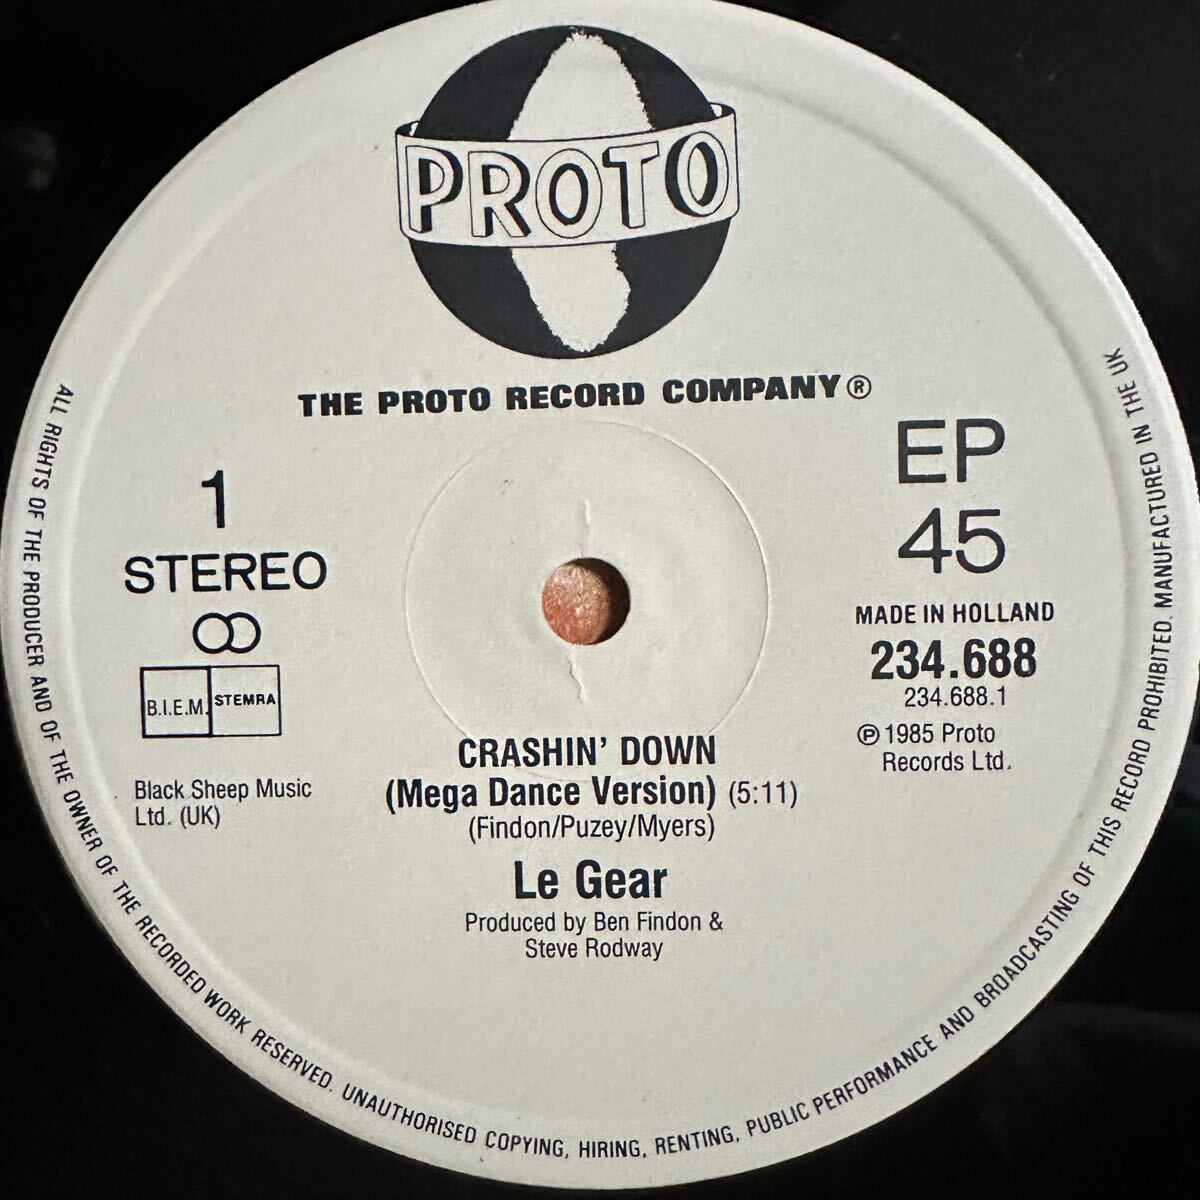 PROTO
THE PROTO RECORD COMPANY®
1
STEREO
B.I.E.M. STEMRA
Black Sheep Music
Ltd. (UK)
EP
45
MADE IN HOLLAND
234.688
234.688.1
℗ 1985 Proto
Records Ltd.
CRASHIN' DOWN
(Mega Dance Version) (5:11)
(Findon/Puzey/Myers)
Le Gear
Produced by Ben Findon &
Steve Rodway
ALL RIGHTS OF THE PRODUCER AND OF THE OWNER OF THE RECORDED WORK RESERVED. UNAUTHORISED COPYING, HIRING, RENTING, PUBLIC PERFORMANCE AND BROADCASTING OF THIS RECORD PROHIBITED. MANUFACTURED IN THE UK